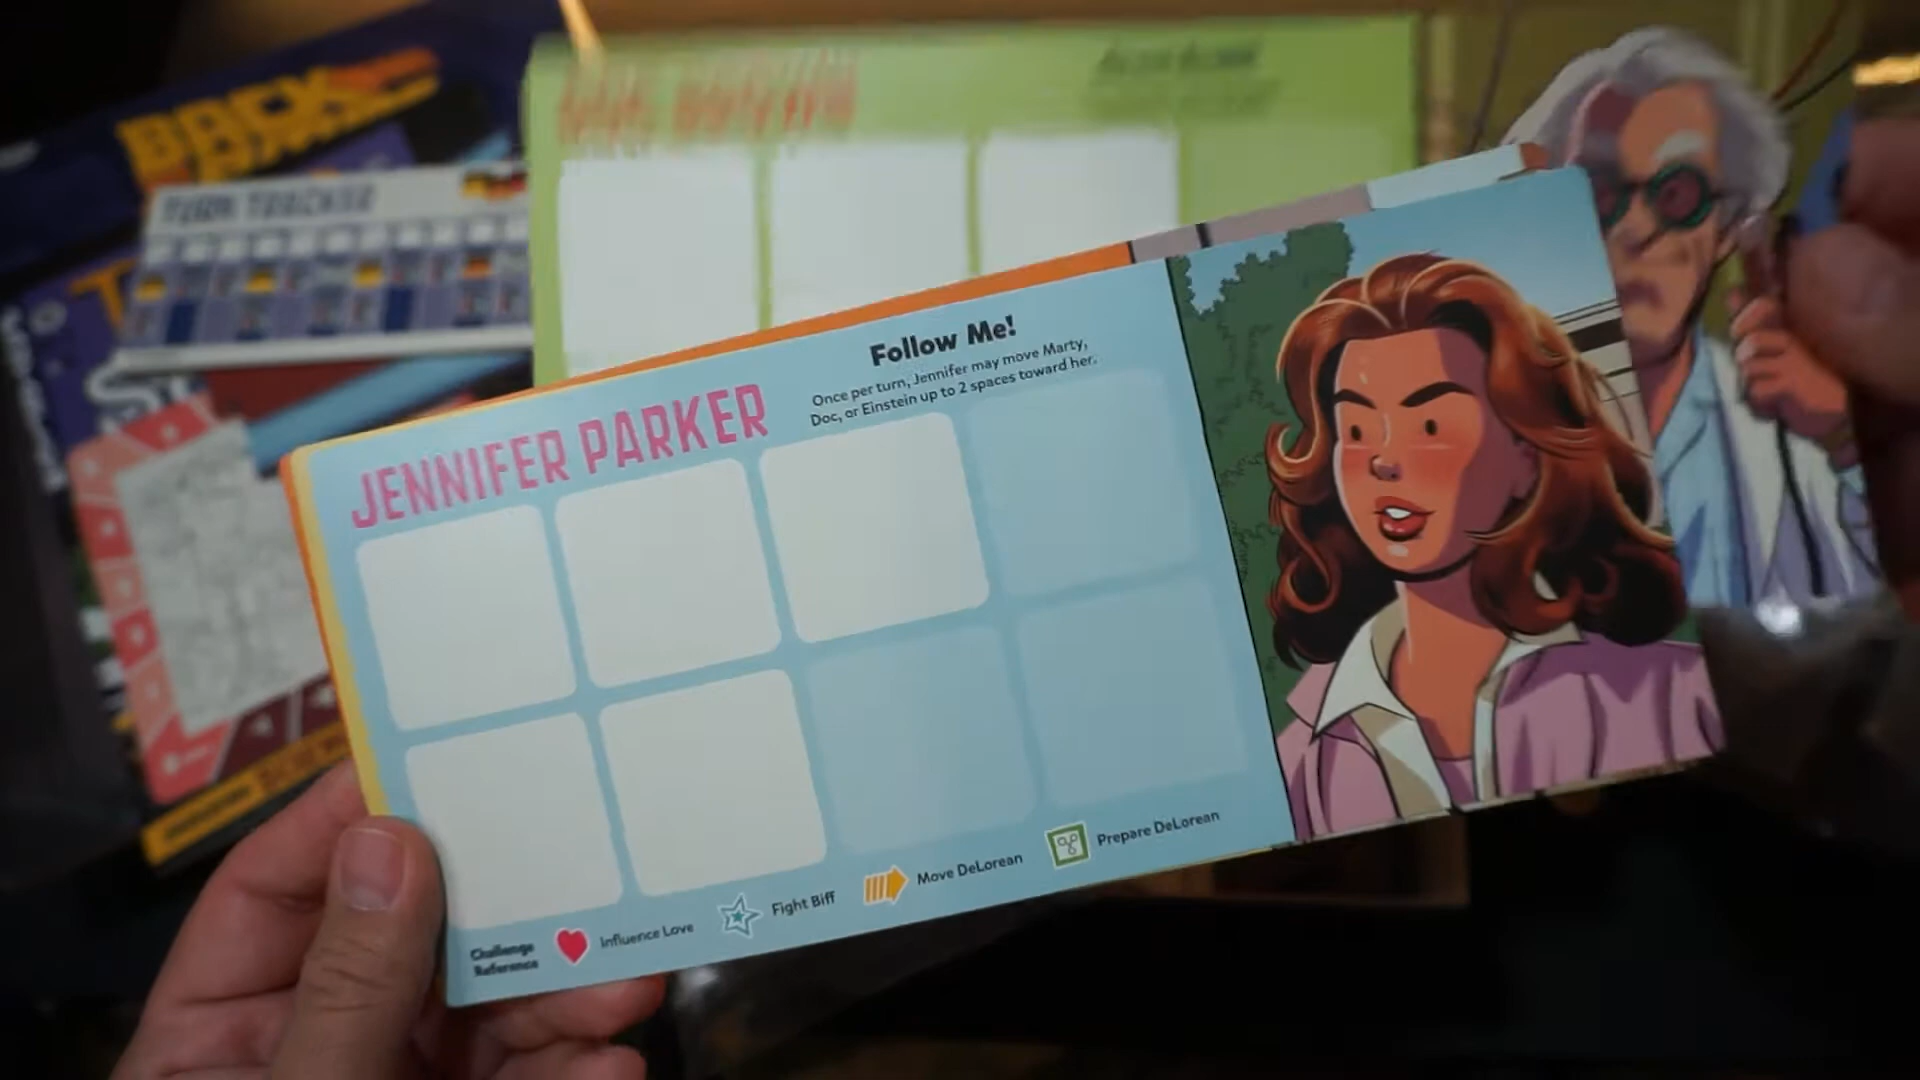 BACK
TURN TRACKER
JENNIFER PARKER
Follow Me!
Once per turn, Jennifer may move Marty,
Doc, or Einstein up to 2 spaces toward her.
Challenge
Reference
Influence Love
Fight Biff
Move DeLorean
Prepare DeLorean